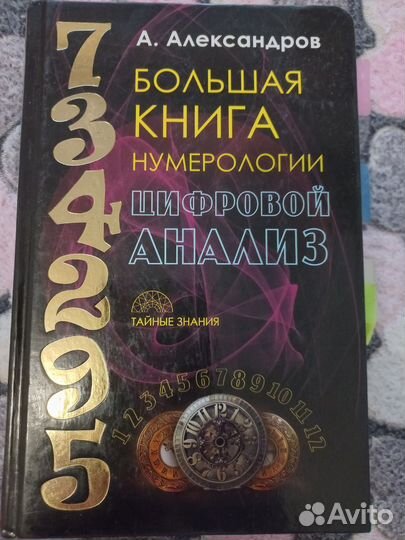 А. Александров
БОЛЬШАЯ
КНИГА
НУМЕРОЛОГИИ
ЦИФРОВОЙ
АНАЛИЗ
ТАЙНЫЕ ЗНАНИЯ
7
3
4
2
9
5
1 2 3 4 5 6 7 8 9 10 11 12
Avito